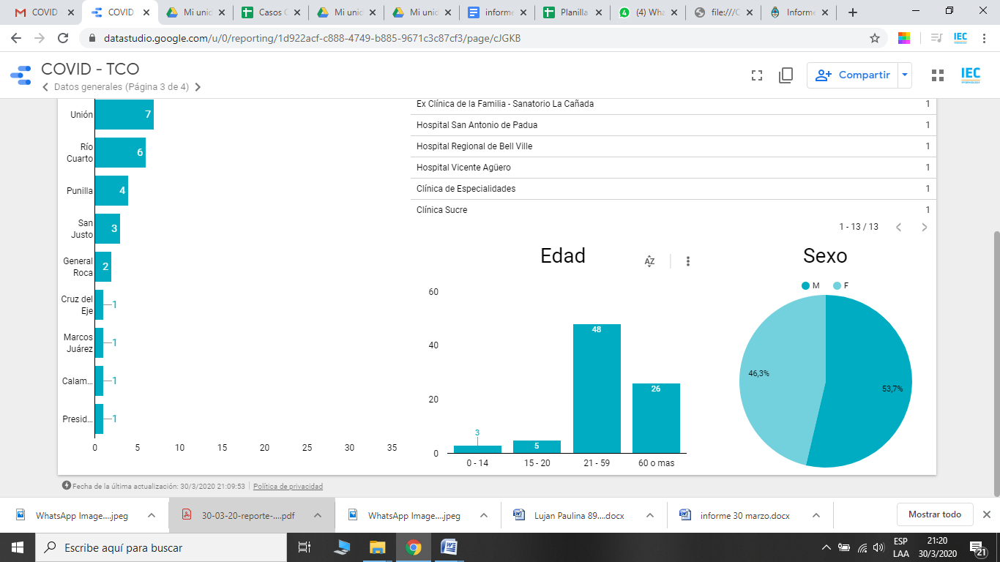 COVID
COVID
Mi unic
Casos C
Mi unic
Mi unic
informe
Planilla
(4) Wha
file:///C
Informe
datastudio.google.com/u/0/reporting/1d922acf-c888-4749-b885-9671c3c87cf3/page/cJGKB
IEC
COVID - TCO
Datos generales (Página 3 de 4)
Compartir
IEC
Unión 7
Río Cuarto 6
Punilla 4
San Justo 3
General Roca 2
Cruz del Eje 1
Marcos Juárez 1
Calam... 1
Presid... 1
0 5 10 15 20 25 30 35
Ex Clínica de la Familia - Sanatorio La Cañada 1
Hospital San Antonio de Padua 1
Hospital Regional de Bell Ville 1
Hospital Vicente Agüero 1
Clínica de Especialidades 1
Clínica Sucre 1
1 - 13 / 13
Edad
AZ
60
40
20
0
3
5
48
26
0 - 14 15 - 20 21 - 59 60 o mas
Sexo
M F
46,3%
53,7%
Fecha de la última actualización: 30/3/2020 21:09:53 Política de privacidad
WhatsApp Image....jpeg
30-03-20-reporte-....pdf
WhatsApp Image....jpeg
Lujan Paulina 89....docx
informe 30 marzo.docx
Mostrar todo
Escribe aquí para buscar
ESP
LAA
21:20
30/3/2020
21